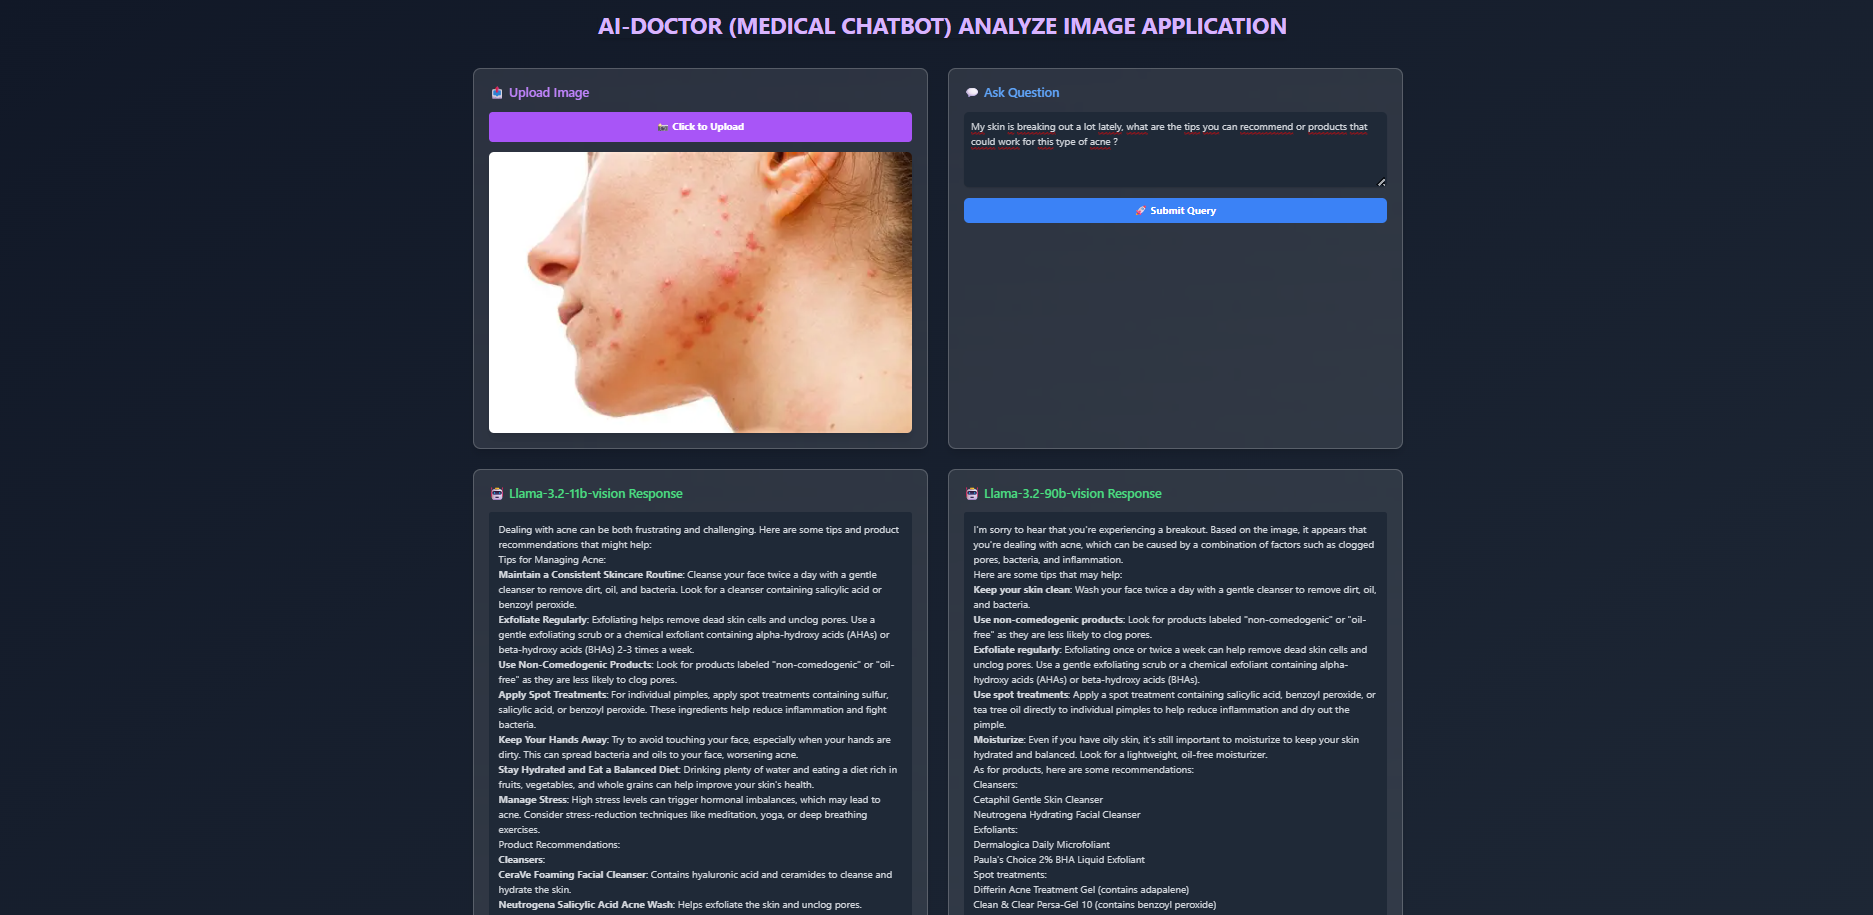 AI-DOCTOR (MEDICAL CHATBOT) ANALYZE IMAGE APPLICATION
Upload Image
Click to Upload
Ask Question
My skin is breaking out a lot lately, what are the tips you can recommend or products that
could work for this type of acne ?
Submit Query
Llama-3.2-11b-vision Response
Dealing with acne can be both frustrating and challenging. Here are some tips and product
recommendations that might help:
Tips for Managing Acne:
Maintain a Consistent Skincare Routine: Cleanse your face twice a day with a gentle
cleanser to remove dirt, oil, and bacteria. Look for a cleanser containing salicylic acid or
benzoyl peroxide.
Exfoliate Regularly: Exfoliating helps remove dead skin cells and unclog pores. Use a
gentle exfoliating scrub or a chemical exfoliant containing alpha-hydroxy acids (AHAs) or
beta-hydroxy acids (BHAs) 2-3 times a week.
Use Non-Comedogenic Products: Look for products labeled "non-comedogenic" or "oil-
free" as they are less likely to clog pores.
Apply Spot Treatments: For individual pimples, apply spot treatments containing sulfur,
salicylic acid, or benzoyl peroxide. These ingredients help reduce inflammation and fight
bacteria.
Keep Your Hands Away: Try to avoid touching your face, especially when your hands are
dirty. This can spread bacteria and oils to your face, worsening acne.
Stay Hydrated and Eat a Balanced Diet: Drinking plenty of water and eating a diet rich in
fruits, vegetables, and whole grains can help improve your skin's health.
Manage Stress: High stress levels can trigger hormonal imbalances, which may lead to
acne. Consider stress-reduction techniques like meditation, yoga, or deep breathing
exercises.
Product Recommendations:
Cleansers:
CeraVe Foaming Facial Cleanser: Contains hyaluronic acid and ceramides to cleanse and
hydrate the skin.
Neutrogena Salicylic Acid Acne Wash: Helps exfoliate the skin and unclog pores.
Llama-3.2-90b-vision Response
I'm sorry to hear that you're experiencing a breakout. Based on the image, it appears that
you're dealing with acne, which can be caused by a combination of factors such as clogged
pores, bacteria, and inflammation.
Here are some tips that may help:
Keep your skin clean: Wash your face twice a day with a gentle cleanser to remove dirt, oil,
and bacteria.
Use non-comedogenic products: Look for products labeled "non-comedogenic" or "oil-
free" as they are less likely to clog pores.
Exfoliate regularly: Exfoliating once or twice a week can help remove dead skin cells and
unclog pores. Use a gentle exfoliating scrub or a chemical exfoliant containing alpha-
hydroxy acids (AHAs) or beta-hydroxy acids (BHAs).
Use spot treatments: Apply a spot treatment containing salicylic acid, benzoyl peroxide, or
tea tree oil directly to individual pimples to help reduce inflammation and dry out the
pimple.
Moisturize: Even if you have oily skin, it's still important to moisturize to keep your skin
hydrated and balanced. Look for a lightweight, oil-free moisturizer.
As for products, here are some recommendations:
Cleansers:
Cetaphil Gentle Skin Cleanser
Neutrogena Hydrating Facial Cleanser
Exfoliants:
Dermalogica Daily Microfoliant
Paula's Choice 2% BHA Liquid Exfoliant
Spot treatments:
Differin Acne Treatment Gel (contains adapalene)
Clean & Clear Persa-Gel 10 (contains benzoyl peroxide)